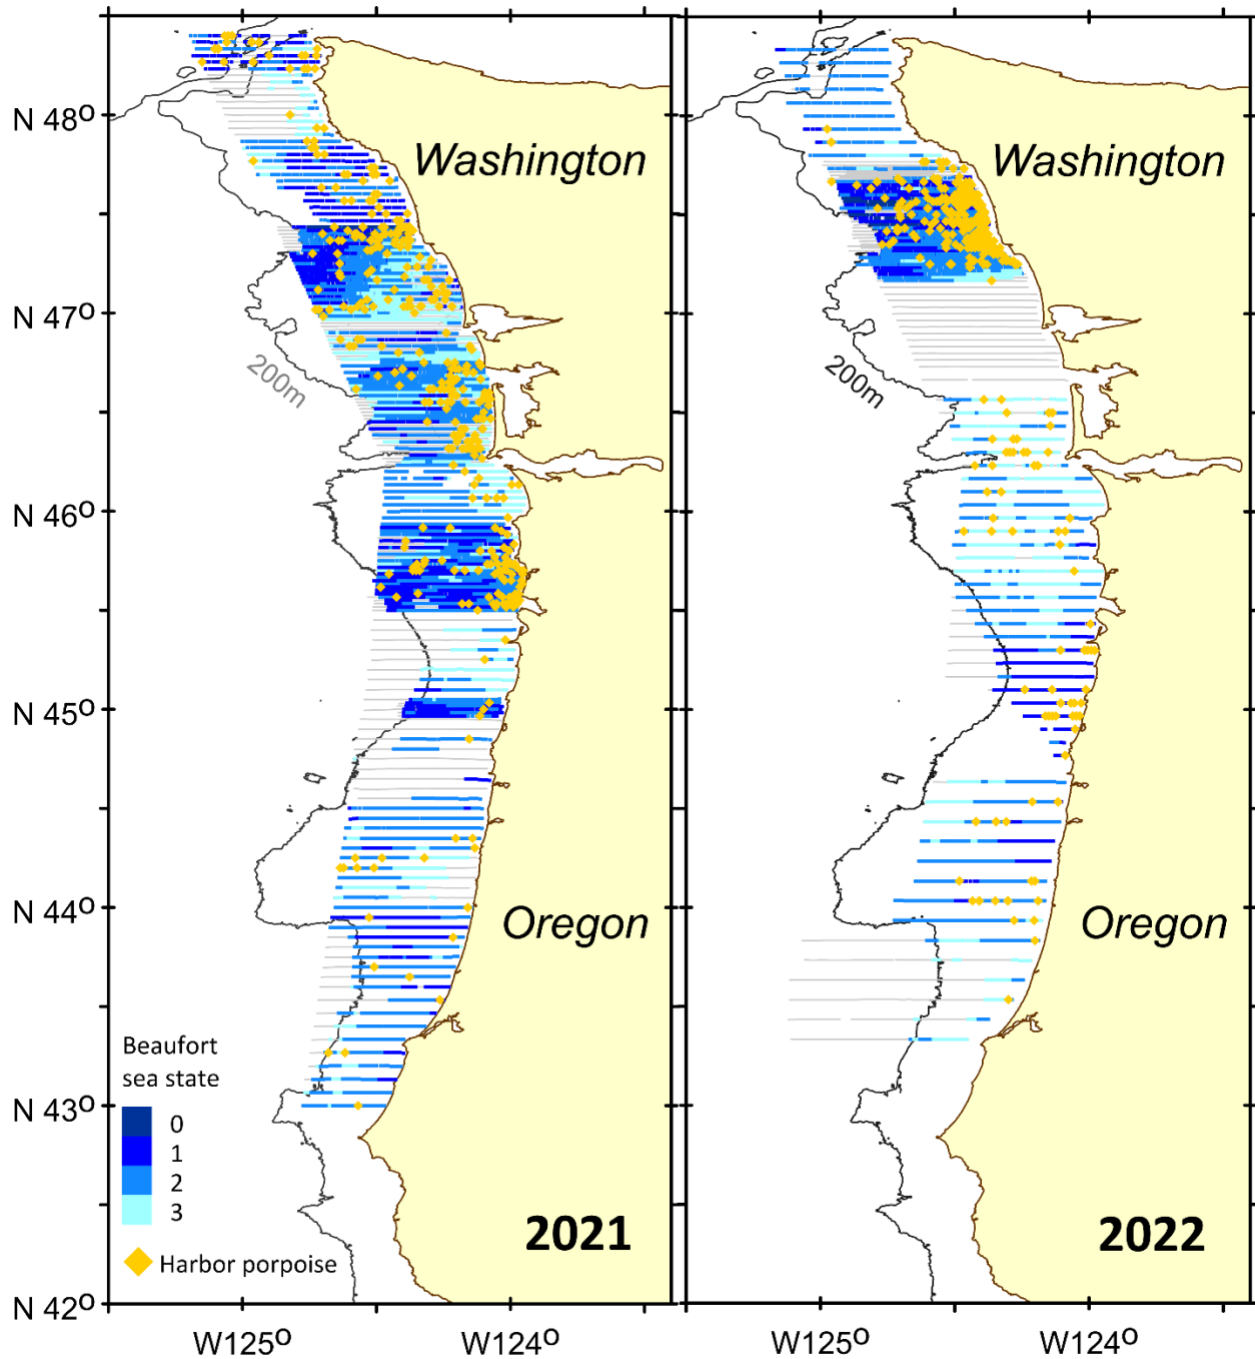 N 48°
N 47°
N 46°
N 45°
N 44°
N 43°
N 42°
Washington
200m
Oregon
Beaufort
sea state
0
1
2
3
Harbor porpoise
2021
W125° W124°
Washington
200m
Oregon
2022
W125° W124°